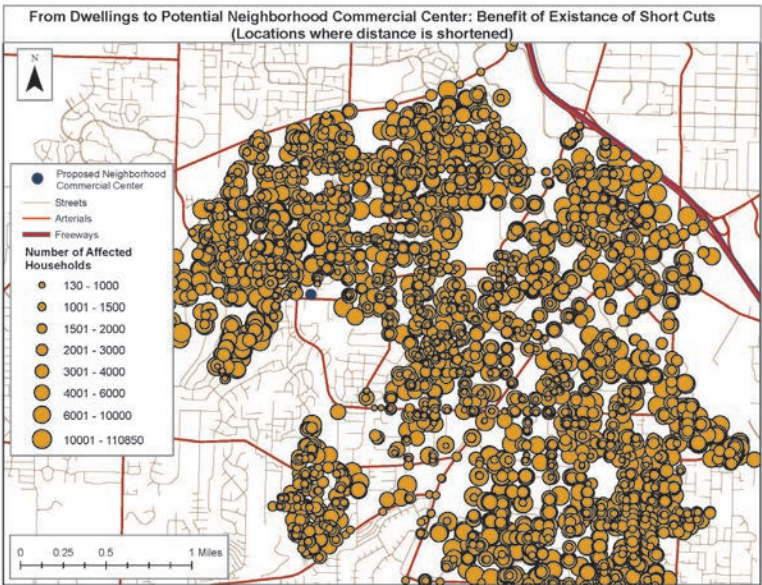 From Dwellings to Potential Neighborhood Commercial Center: Benefit of Existance of Short Cuts
(Locations where distance is shortened)
N
Proposed Neighborhood
Commercial Center
Streets
Arterials
Freeways
Number of Affected
Households
130 - 1000
1001 - 1500
1501 - 2000
2001 - 3000
3001 - 4000
4001 - 6000
6001 - 10000
10001 - 110850
0 0.25 0.5 1 Miles